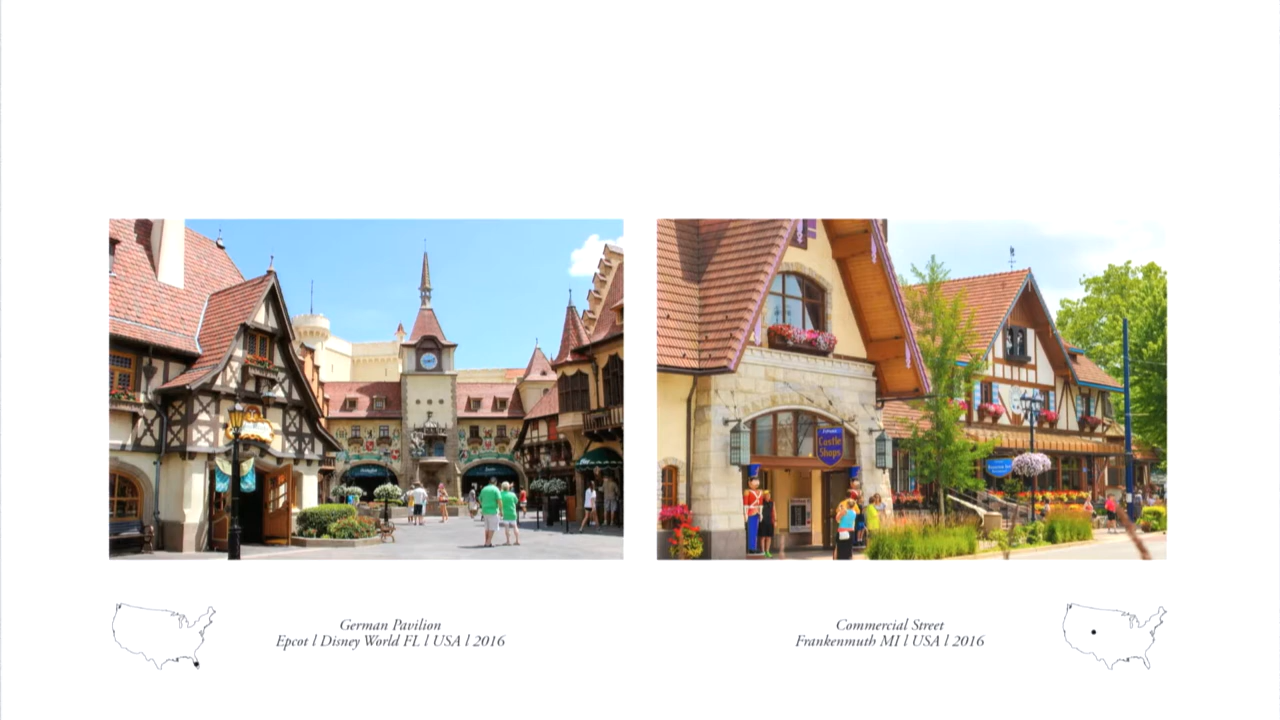 Castle
Shops
German Pavilion
Epcot l Disney World FL l USA l 2016
Commercial Street
Frankenmuth MI l USA l 2016